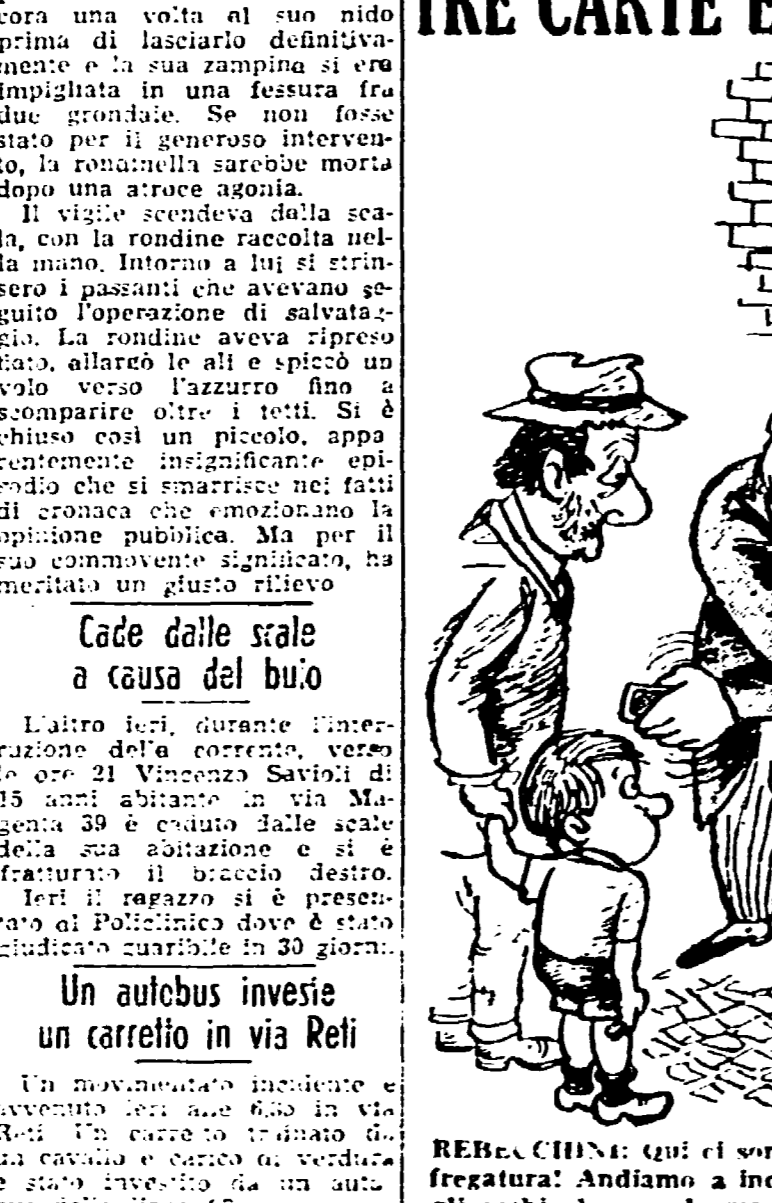 cora una volta al suo nido
prima di lasciarlo definitiva-
mente e la sua zampina si era
impigliata in una fessura fra
due grondaie. Se non fosse
stato per il generoso interven-
to, la rondinella sarebbe morta
dopo una atroce agonia.
Il vigile scendeva dalla sca-
la, con la rondine raccolta nel-
la mano. Intorno a lui si strin-
sero i passanti che avevano se-
guito l'operazione di salvatag-
gio. La rondine aveva ripreso
fiato, allargò le ali e spiccò un
volo verso l'azzurro fino a
scomparire oltre i tetti. Si è
chiuso così un piccolo, appa
rentemente insignificante epi-
sodio che si smarrisce nei fatti
di cronaca che emozionano la
opinione pubblica. Ma per il
suo commovente significato, ha
meritato un giusto rilievo
Cade dalle scale
a causa del buio
L'altro ieri, durante l'inter-
ruzione della corrente, verso
le ore 21 Vincenzo Savioli di
15 anni abitante in via Ma-
genta 39 è caduto dalle scale
della sua abitazione e si è
fratturato il braccio destro.
Ieri il ragazzo si è presen-
tato al Policlinico dove è stato
giudicato guaribile in 30 giorni.
Un autobus investe
un carretto in via Reti
Un movimentato incidente è
avvenuto ieri alle 6,35 in via
Reti. Un carretto trainato da
un cavallo e carico di verdura
è stato investito da un auto-
TRE CARTE E
REBECCHINI: Qui ci son
fregatura! Andiamo a